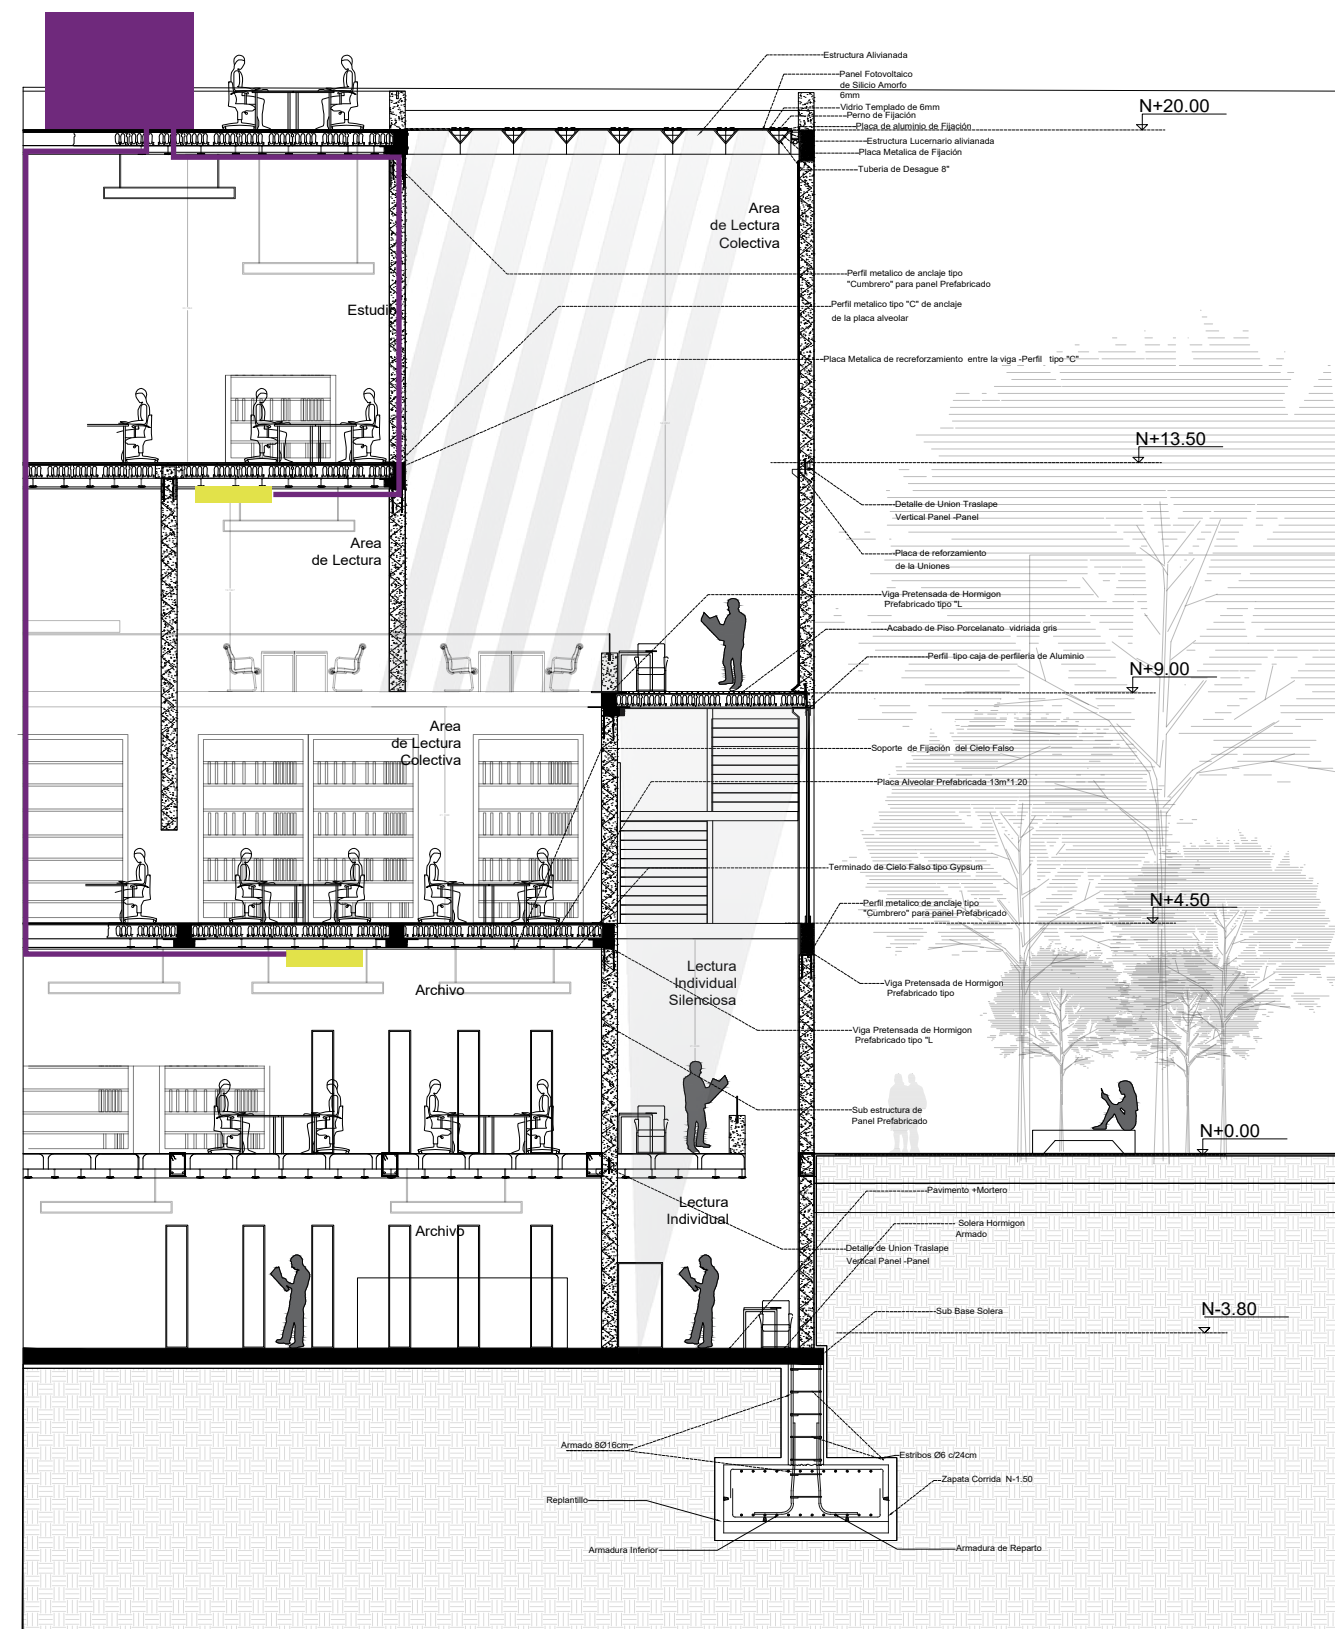 Estructura Alivianada
Panel Fotovoltaico
de Silicio Amorfo
6mm
N+20.00
Vidrio Templado de 6mm
Perno de Fijación
Placa de aluminio de Fijación
Estructura Lucernario alivianada
Placa Metalica de Fijación
Tuberia de Desague 8"
Area
de Lectura
Colectiva
Perfil metalico de anclaje tipo
"Cumbrero" para panel Prefabricado
Estudio
Perfil metalico tipo "C" de anclaje
de la placa alveolar
Placa Metalica de recreforzamiento entre la viga -Perfil tipo "C"
N+13.50
Detalle de Union Traslape
Vertical Panel -Panel
Area
de Lectura
Placa de reforzamiento
de la Uniones
Viga Pretensada de Hormigon
Prefabricado tipo "L
Acabado de Piso Porcelanato vidriada gris
Perfil tipo caja de perfileria de Aluminio
N+9.00
Area
de Lectura
Colectiva
Soporte de Fijación del Cielo Falso
Placa Alveolar Prefabricada 13m*1.20
Terminado de Cielo Falso tipo Gypsum
N+4.50
Perfil metalico de anclaje tipo
"Cumbrero" para panel Prefabricado
Lectura
Individual
Silenciosa
Archivo
Viga Pretensada de Hormigon
Prefabricado tipo
Viga Pretensada de Hormigon
Prefabricado tipo "L
Sub estructura de
Panel Prefabricado
N+0.00
Pavimento +Mortero
Lectura
Individual
Archivo
Solera Hormigon
Armado
Detalle de Union Traslape
Vertical Panel -Panel
Sub Base Solera
N-3.80
Armado 8Ø16cm
Estribos Ø6 c/24cm
Zapata Corrida N-1.50
Replantillo
Armadura Inferior
Armadura de Reparto